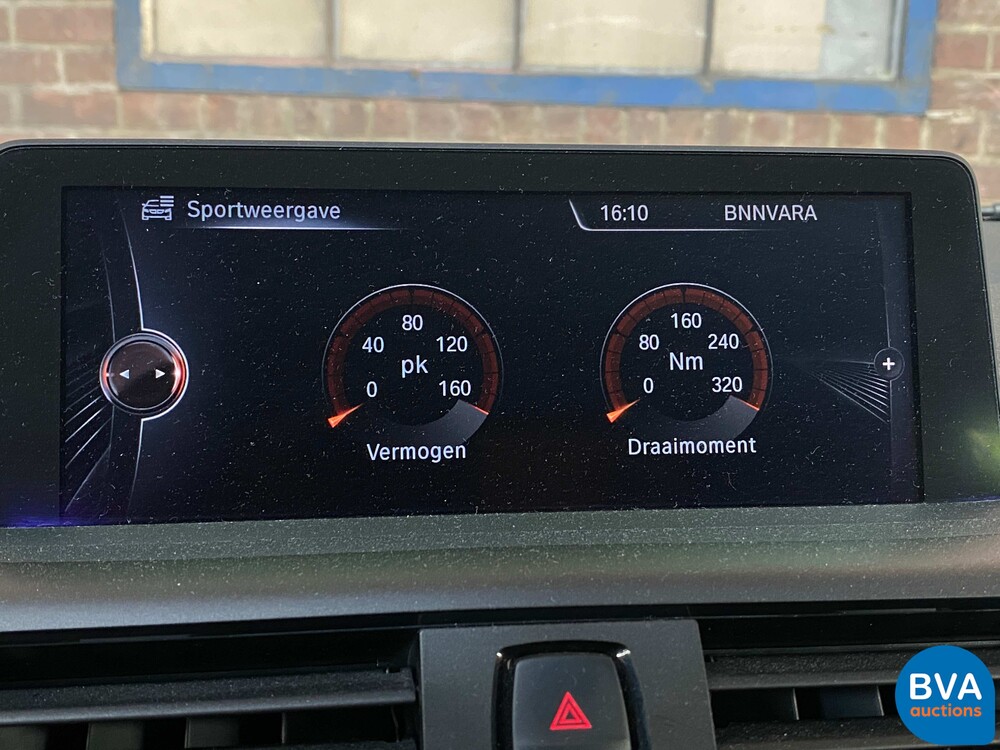 Sportweergave 16:10 BNNVARA
80
40 120
pk
0 160
Vermogen
160
80 240
Nm
0 320
Draaimoment
+
BVA
auctions